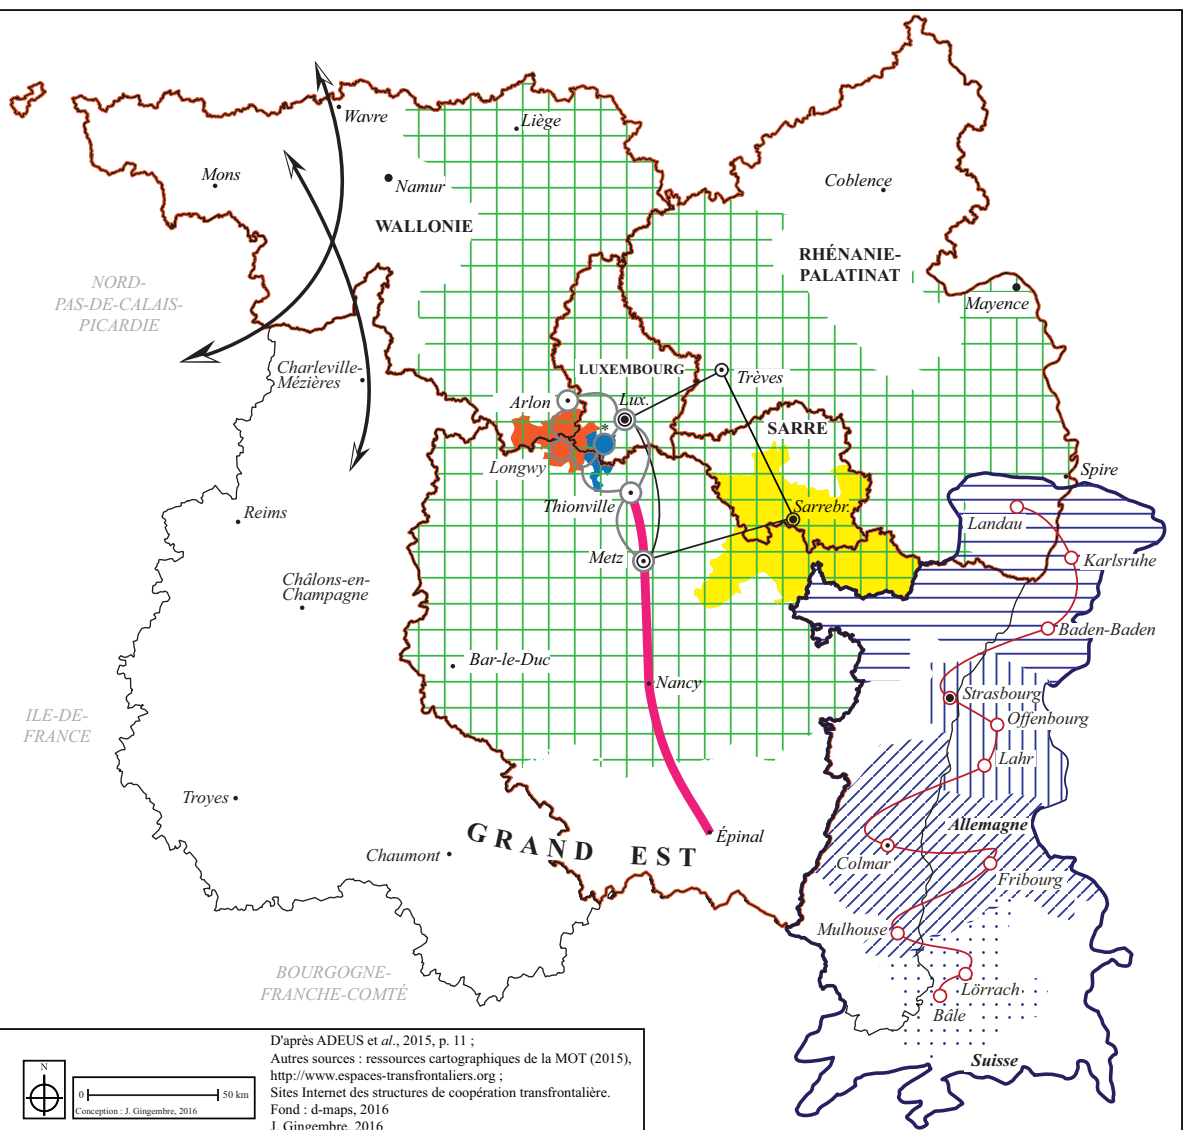 Wavre
Liège
Mons
Namur
Coblence
WALLONIE
RHÉNANIE-
PALATINAT
NORD-
PAS-DE-CALAIS-
PICARDIE
Mayence
Charleville-
Mézières
LUXEMBOURG
Trèves
Arlon
Lux.
*
SARRE
Longwy
Spire
Thionville
Sarrebr.
Landau
Reims
Metz
Karlsruhe
Châlons-en-
Champagne
Baden-Baden
Bar-le-Duc
Nancy
Strasbourg
ILE-DE-
FRANCE
Offenbourg
Lahr
Troyes
Allemagne
GRAND EST
Épinal
Chaumont
Colmar
Fribourg
Mulhouse
BOURGOGNE-
FRANCHE-COMTÉ
Lörrach
Bâle
Suisse
D'après ADEUS et al., 2015, p. 11 ;
Autres sources : ressources cartographiques de la MOT (2015),
http://www.espaces-transfrontaliers.org ;
Sites Internet des structures de coopération transfrontalière.
Fond : d-maps, 2016
J. Gingembre, 2016
N
0 50 km
Conception : J. Gingembre, 2016